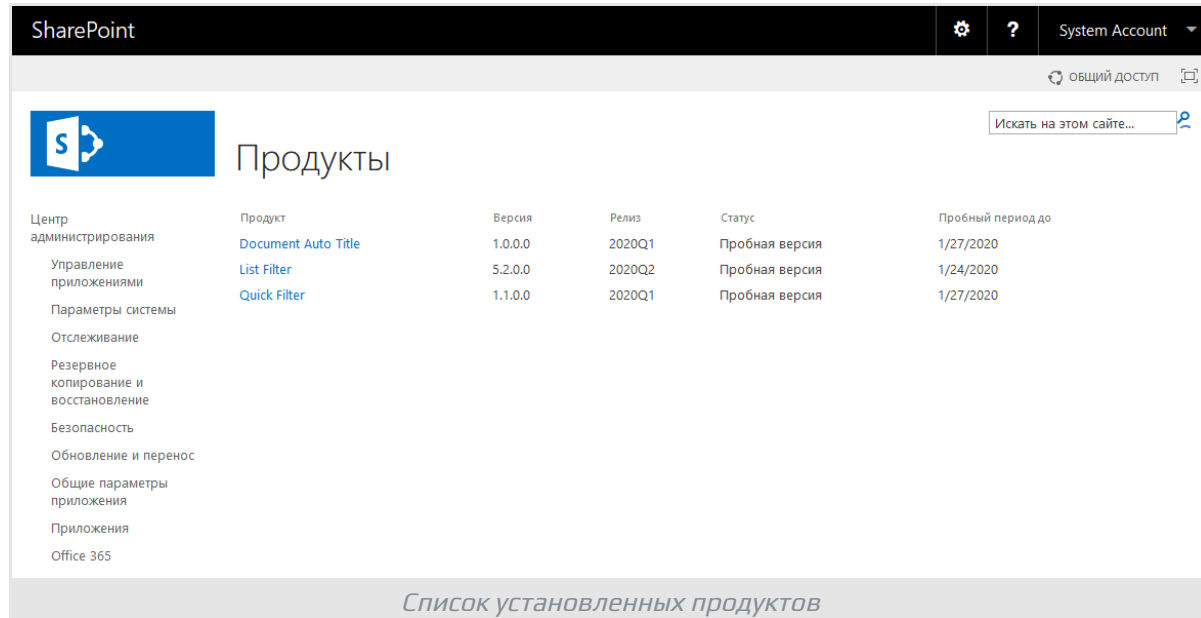 SharePoint
? System Account
ОБЩИЙ ДОСТУП
Искать на этом сайте...
S
Продукты
Центр
администрирования
Управление
приложениями
Параметры системы
Отслеживание
Резервное
копирование и
восстановление
Безопасность
Обновление и перенос
Общие параметры
приложения
Приложения
Office 365
Продукт Версия Релиз Статус Пробный период до
Document Auto Title 1.0.0.0 2020Q1 Пробная версия 1/27/2020
List Filter 5.2.0.0 2020Q2 Пробная версия 1/24/2020
Quick Filter 1.1.0.0 2020Q1 Пробная версия 1/27/2020
Список установленных продуктов